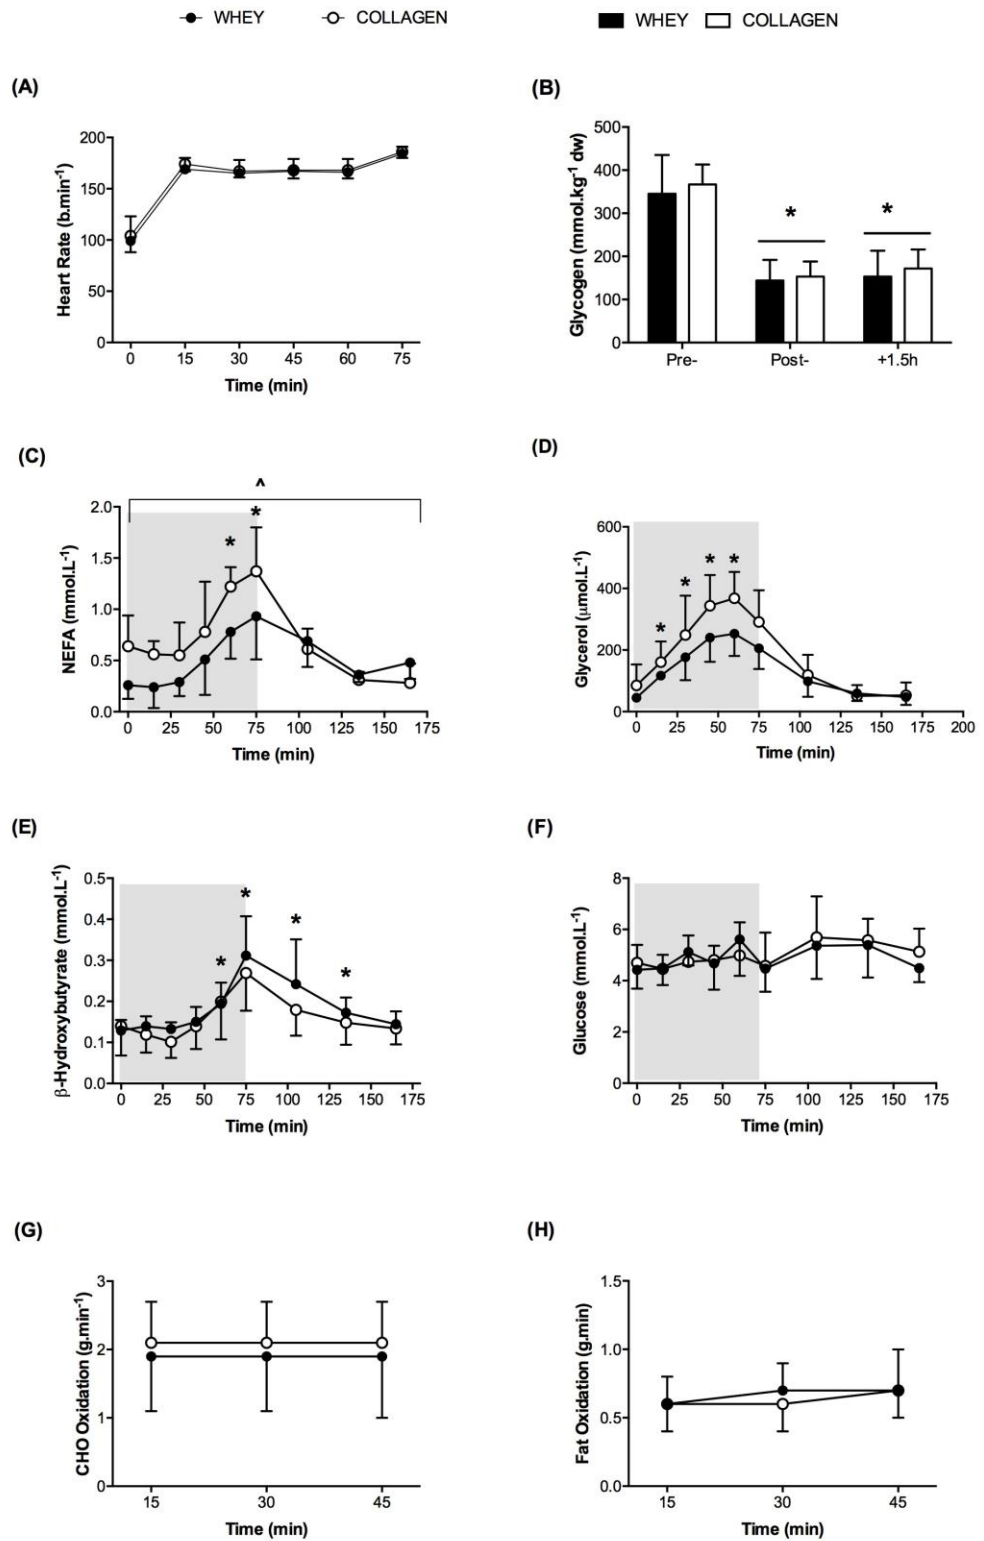 WHEY COLLAGEN WHEY COLLAGEN
(A)
200
150
100
50
0
Heart Rate (b.min⁻¹)
0 15 30 45 60 75
Time (min)
(B)
500
400
300
200
100
0
Glycogen (mmol.kg⁻¹ dw)
* *
Pre- Post- +1.5h
(C)
^
2.0
1.5
1.0
0.5
0.0
NEFA (mmol.L⁻¹)
* *
0 25 50 75 100 125 150 175
Time (min)
(D)
600
400
200
0
Glycerol (μmol.L⁻¹)
* * * *
0 25 50 75 100 125 150 175 200
Time (min)
(E)
0.5
0.4
0.3
0.2
0.1
0.0
β-Hydroxybutyrate (mmol.L⁻¹)
* * * *
0 25 50 75 100 125 150 175
Time (min)
(F)
8
6
4
2
0
Glucose (mmol.L⁻¹)
0 25 50 75 100 125 150 175
Time (min)
(G)
3
2
1
0
CHO Oxidation (g.min⁻¹)
15 30 45
Time (min)
(H)
1.5
1.0
0.5
0.0
Fat Oxidation (g.min)
15 30 45
Time (min)